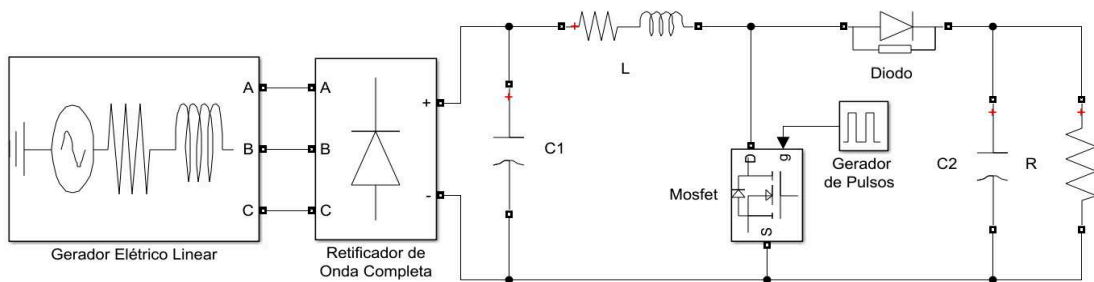 A
B
C
Gerador Elétrico Linear
A
B
C
+
-
Retificador de
Onda Completa
+
C1
+
L
Diodo
D
g
S
Mosfet
Gerador
de Pulsos
+
C2
+
R